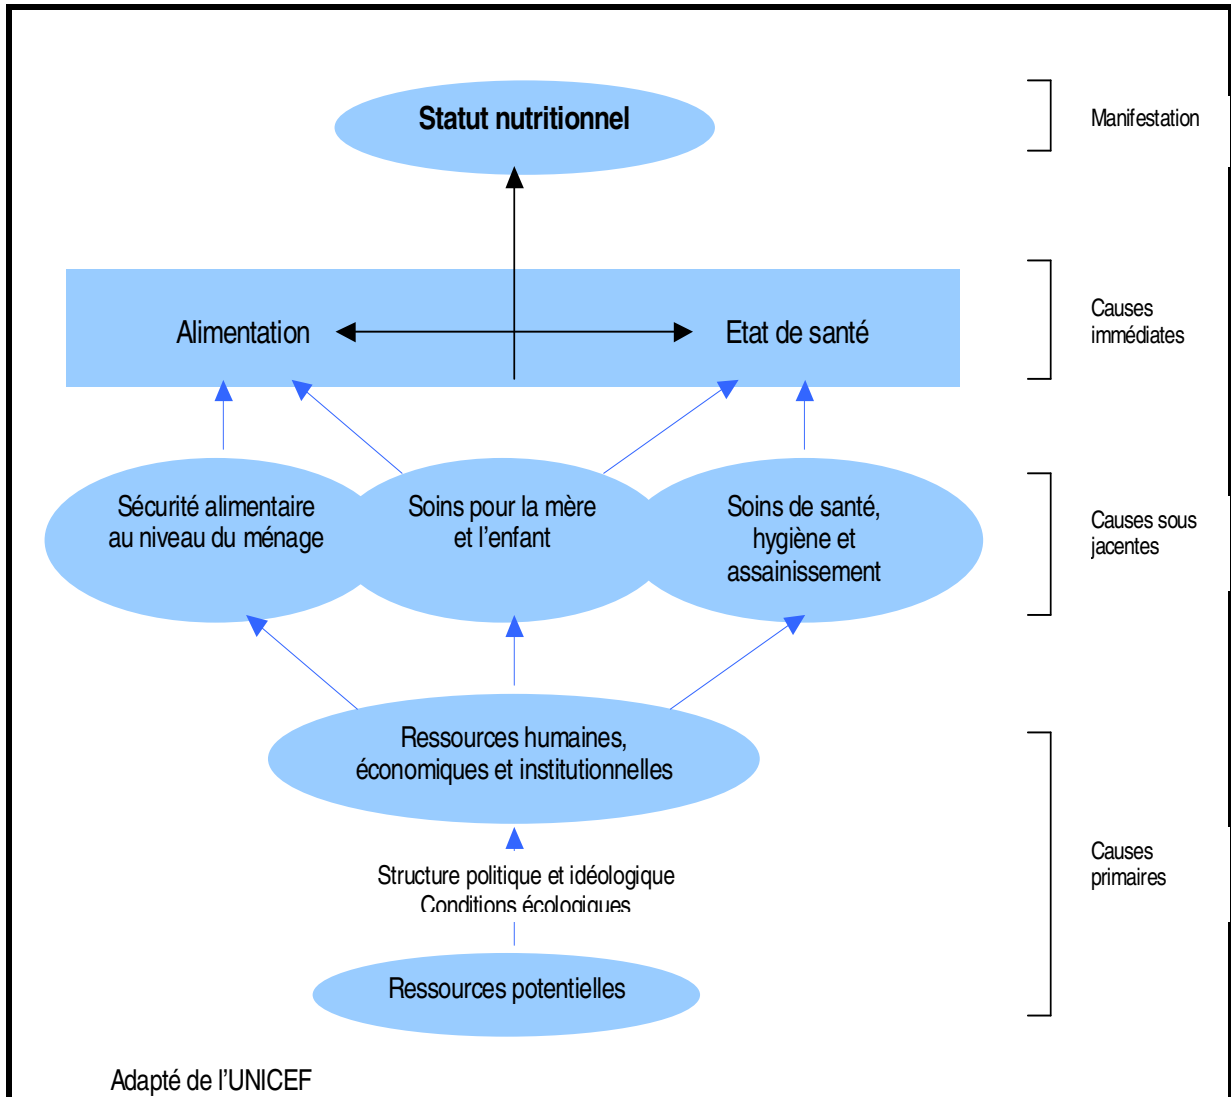 Statut nutritionnel
Manifestation
Alimentation
Etat de santé
Causes
immédiates
Sécurité alimentaire
au niveau du ménage
Soins pour la mère
et l'enfant
Soins de santé,
hygiène et
assainissement
Causes sous
jacentes
Ressources humaines,
économiques et institutionnelles
Structure politique et idéologique
Conditions écologiques
Causes
primaires
Ressources potentielles
Adapté de l'UNICEF